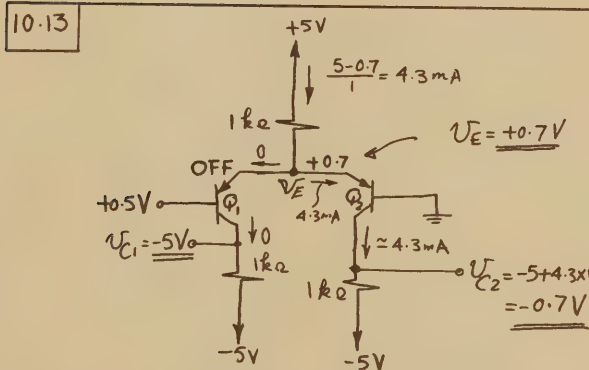 10.13
+5V
5-0.7/1 = 4.3 mA
1kΩ
V_E = +0.7V
OFF 0 +0.7
V_E
4.3mA
+0.5V Q1 Q2
V_C1 = -5V 0 ≃4.3mA
1kΩ
1kΩ V_C2 = -5+4.3x
= -0.7V
-5V -5V